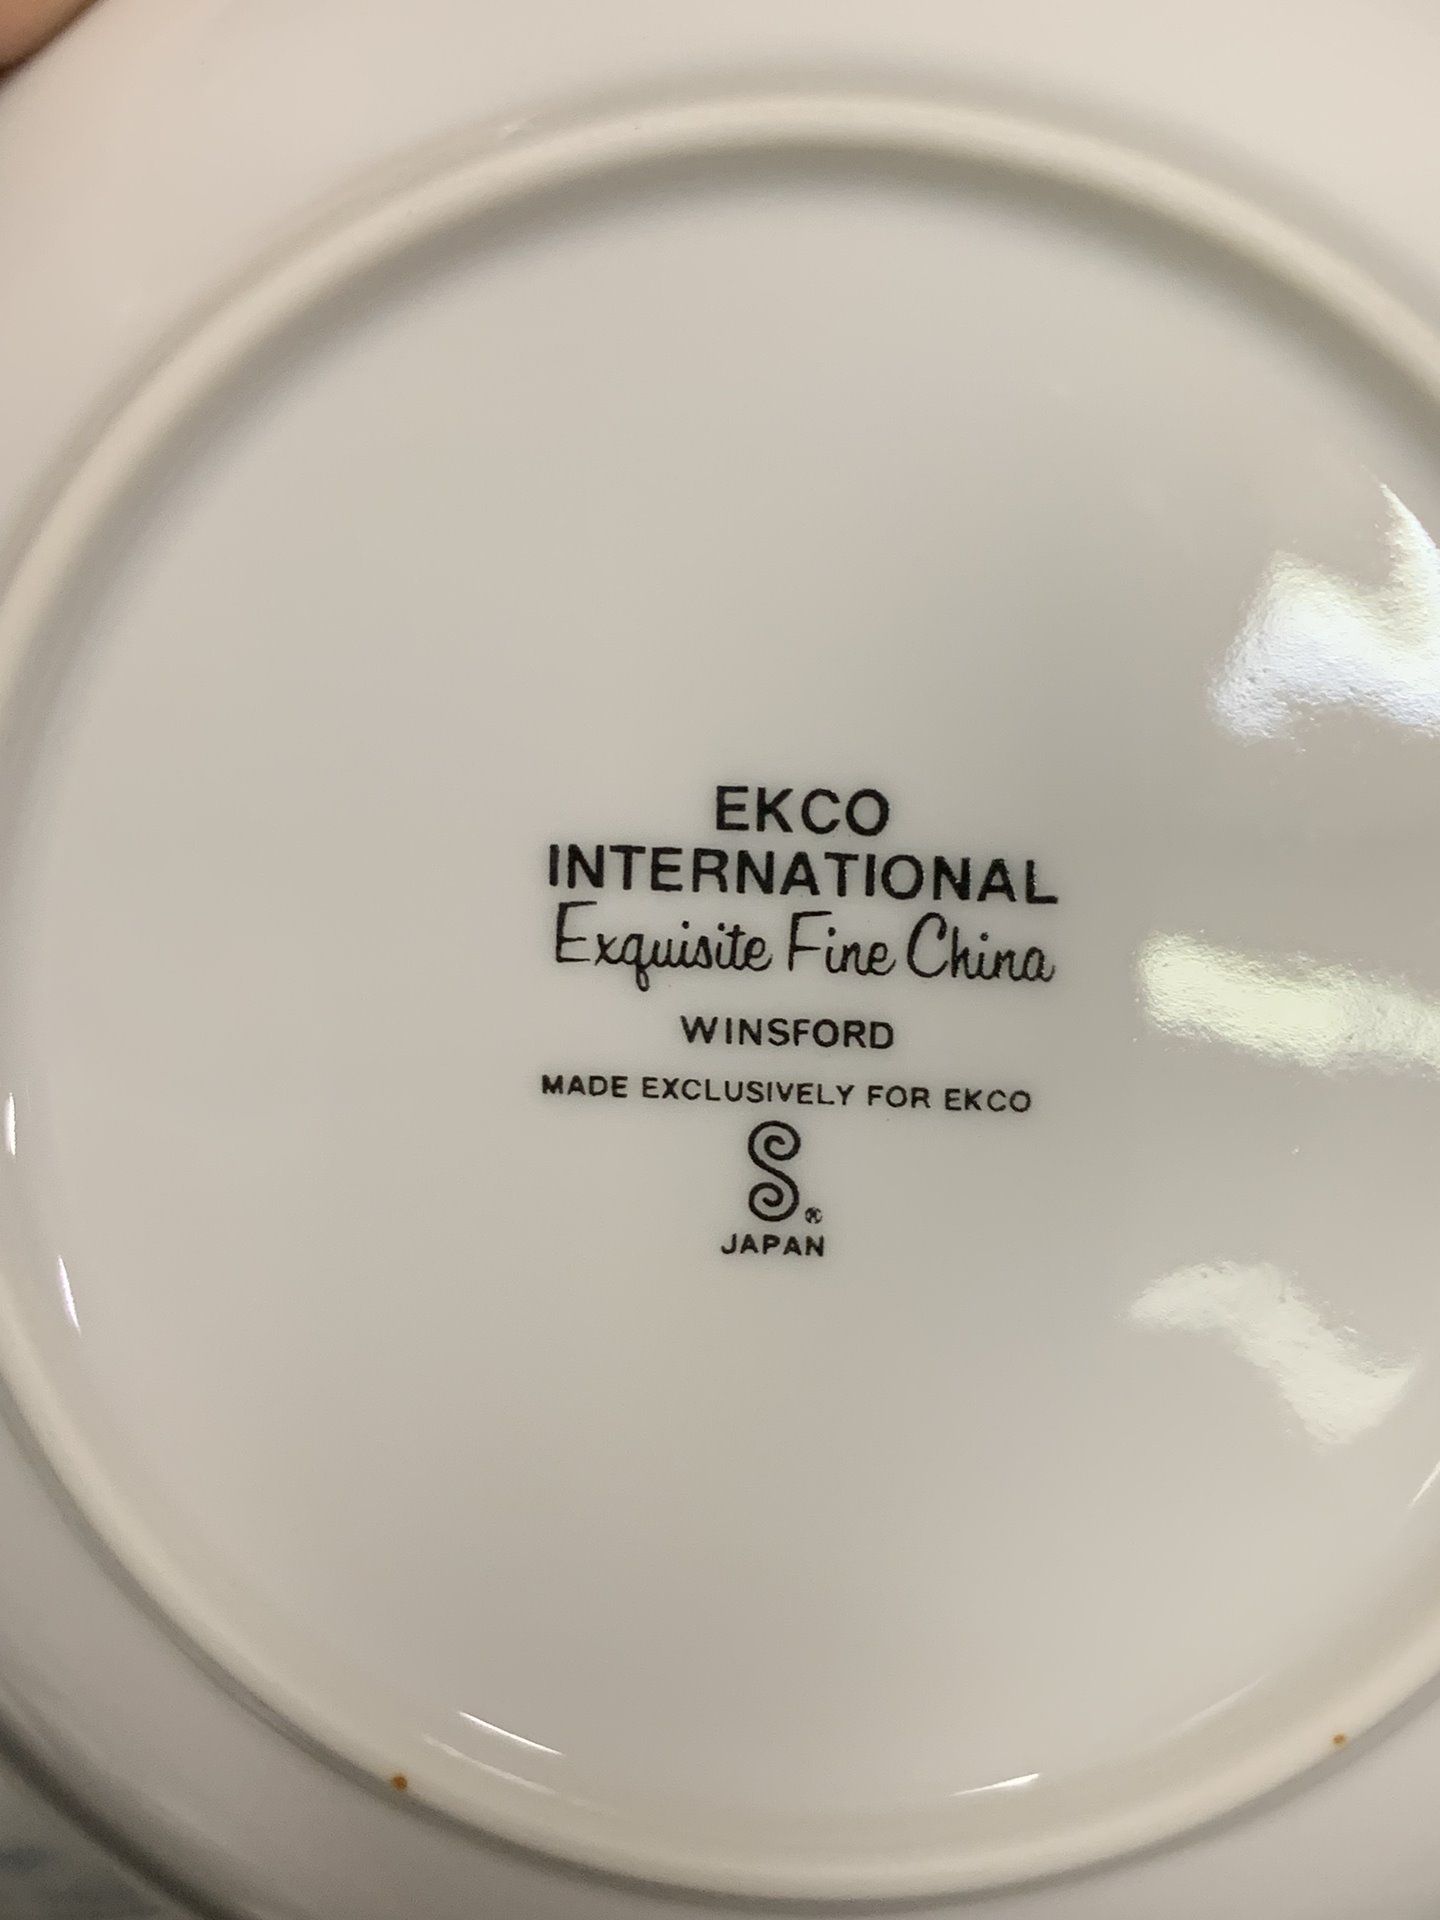 EKCO
INTERNATIONAL
Exquisite Fine China
WINSFORD
MADE EXCLUSIVELY FOR EKCO
S®
JAPAN